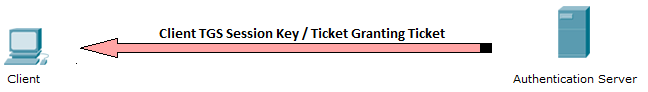 Client TGS Session Key / Ticket Granting Ticket
Client
Authentication Server